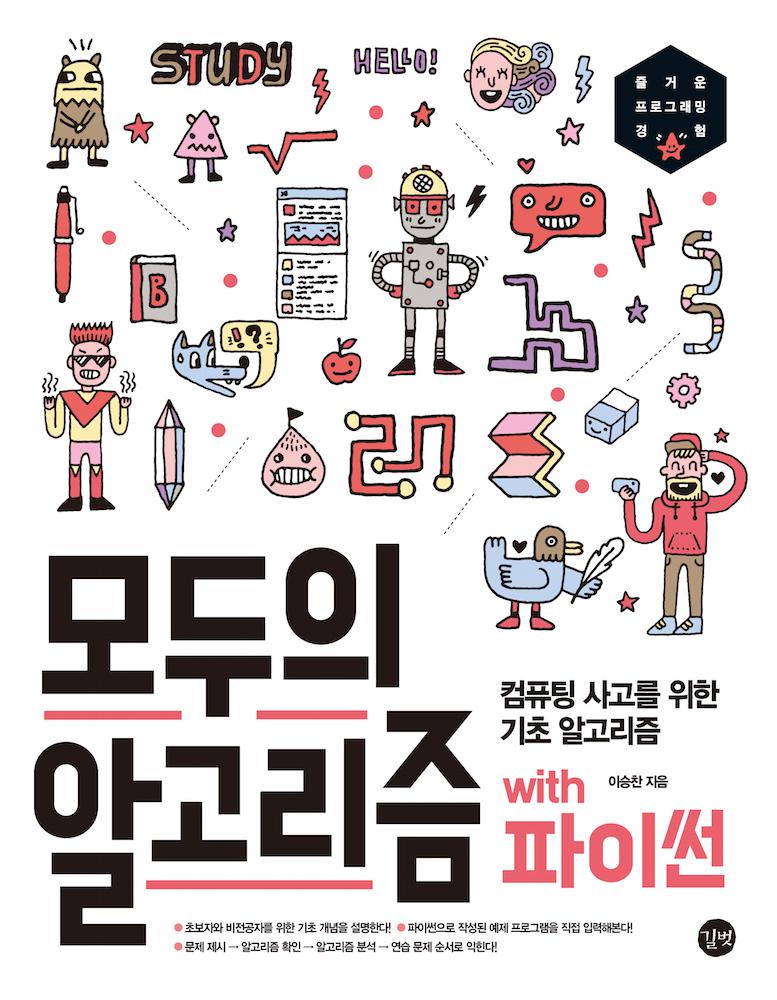 STUDY
HELLO!
즐거운
프로그래밍
경험
B
!?
모두의
알고리즘
컴퓨팅 사고를 위한
기초 알고리즘
with
이승찬 지음
파이썬
초보자와 비전공자를 위한 기초 개념을 설명한다! 파이썬으로 작성된 예제 프로그램을 직접 입력해본다!
문제 제시 → 알고리즘 확인 → 알고리즘 분석 → 연습 문제 순서로 익힌다!
길벗